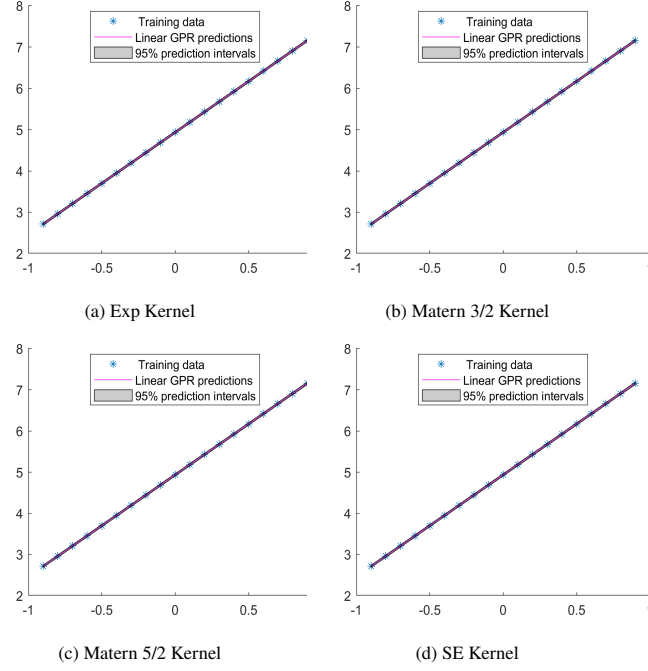 8
7
6
5
4
3
2
-1
-0.5
0
0.5
Training data
Linear GPR predictions
95% prediction intervals
(a) Exp Kernel
8
7
6
5
4
3
2
-1
-0.5
0
0.5
Training data
Linear GPR predictions
95% prediction intervals
(b) Matern 3/2 Kernel
8
7
6
5
4
3
2
-1
-0.5
0
0.5
Training data
Linear GPR predictions
95% prediction intervals
(c) Matern 5/2 Kernel
8
7
6
5
4
3
2
-1
-0.5
0
0.5
Training data
Linear GPR predictions
95% prediction intervals
(d) SE Kernel